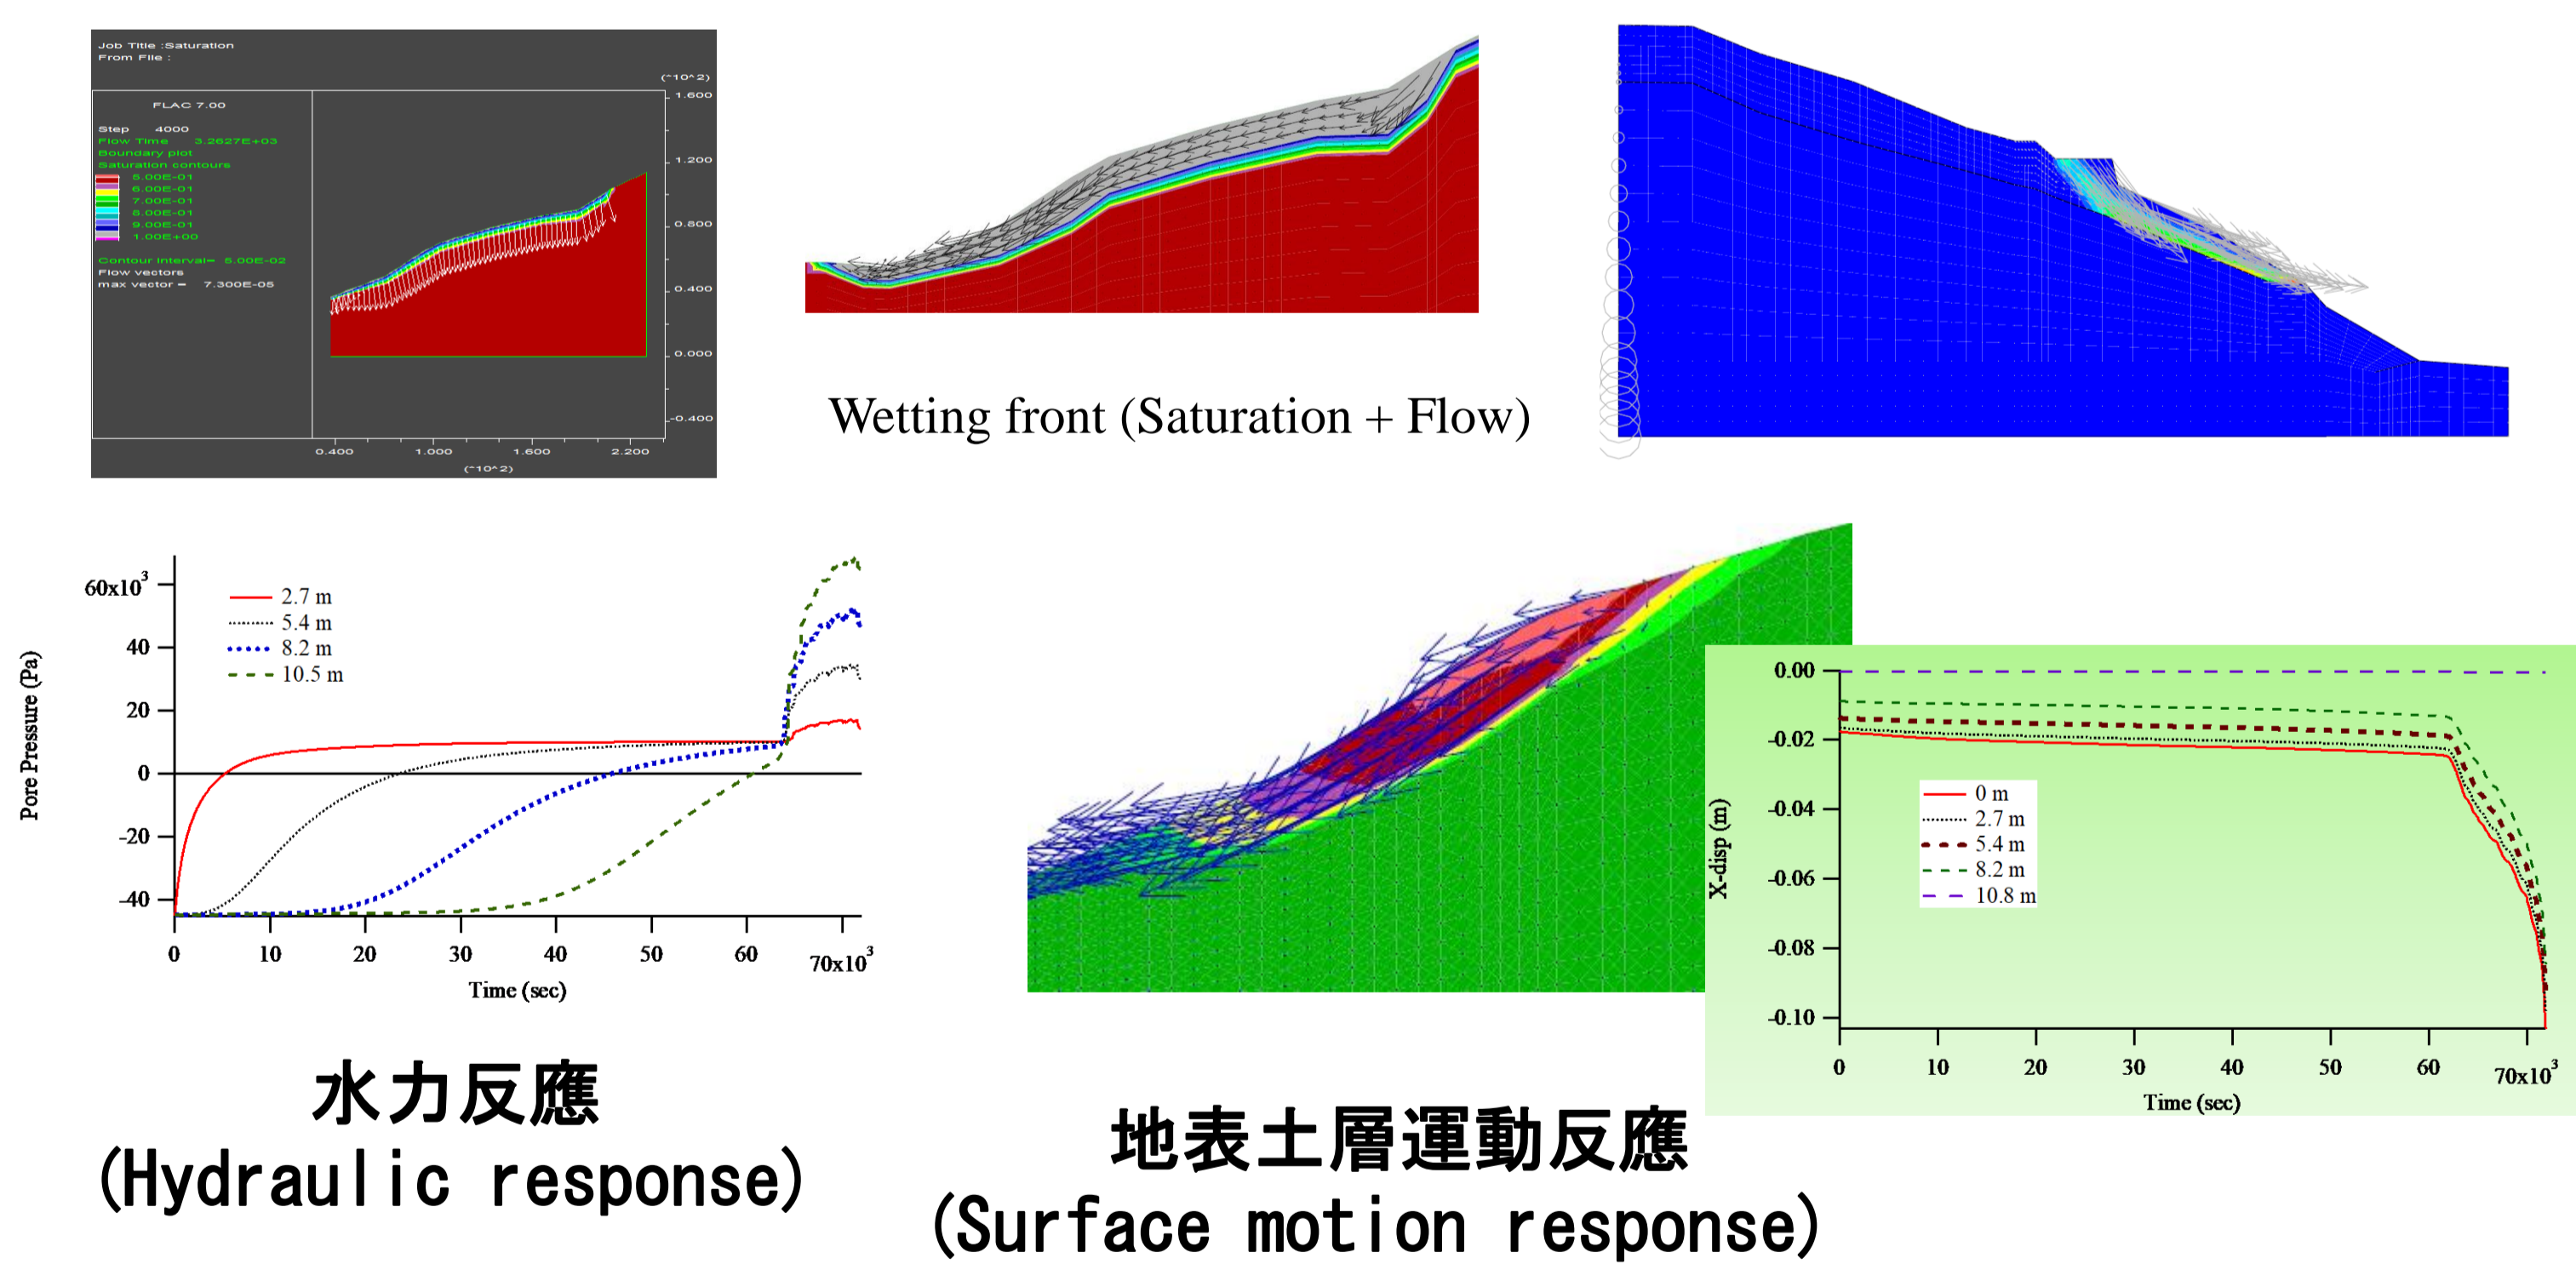 Job Title :Saturation
From File :
FLAC 7.00
Step 4000
Flow Time 3.2627E+03
Boundary plot
Saturation contours
5.00E-01
6.00E-01
7.00E-01
8.00E-01
9.00E-01
1.00E+00
Contour interval= 5.00E-02
Flow vectors
max vector = 7.300E-05
(*10^2)
1.600
1.200
0.800
0.400
0.000
-0.400
0.400 1.000 1.600 2.200
(*10^2)
Wetting front (Saturation + Flow)
Pore Pressure (Pa)
60x10³
40
20
0
-20
-40
2.7 m
5.4 m
8.2 m
10.5 m
0 10 20 30 40 50 60 70x10³
Time (sec)
X-disp (m)
0.00
-0.02
-0.04
-0.06
-0.08
-0.10
0 m
2.7 m
5.4 m
8.2 m
10.8 m
0 10 20 30 40 50 60 70x10³
Time (sec)
水力反應
(Hydraulic response)
地表土層運動反應
(Surface motion response)